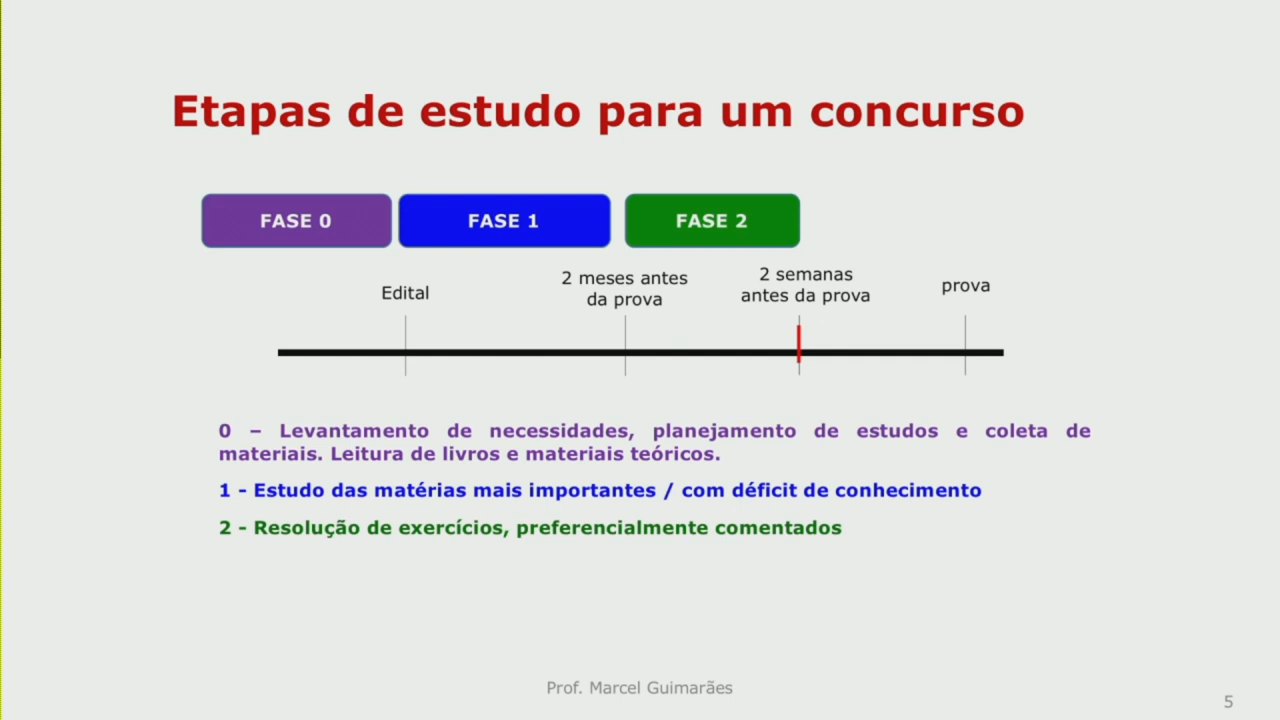 Etapas de estudo para um concurso
FASE 0
FASE 1
FASE 2
Edital
2 meses antes
da prova
2 semanas
antes da prova
prova
0 – Levantamento de necessidades, planejamento de estudos e coleta de
materiais. Leitura de livros e materiais teóricos.
1 - Estudo das matérias mais importantes / com déficit de conhecimento
2 - Resolução de exercícios, preferencialmente comentados
Prof. Marcel Guimarães
5